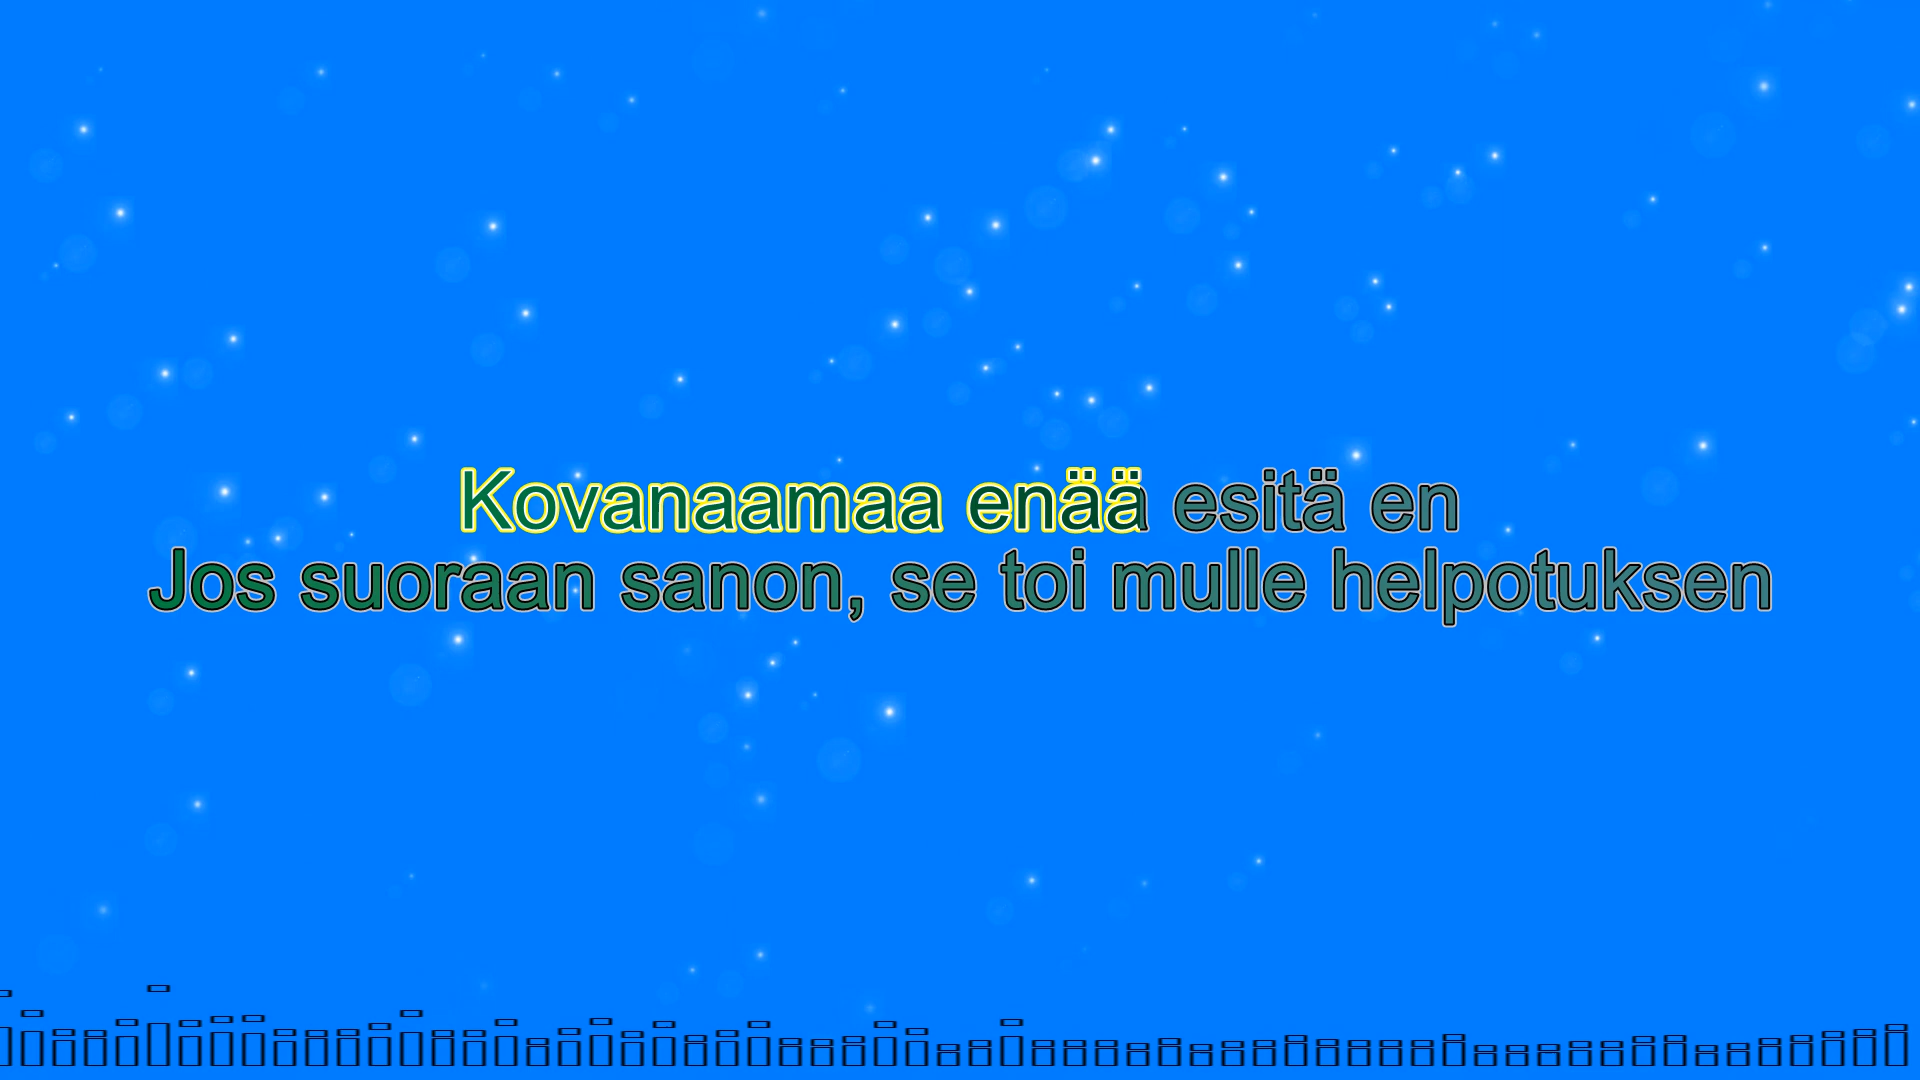 Kovanaamaa enää esitä en
Jos suoraan sanon, se toi mulle helpotuksen